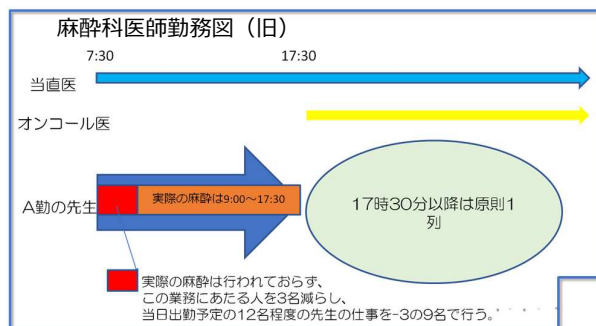 麻酔科医師勤務図（旧）
7:30
17:30
当直医
オンコール医
A勤の先生
実際の麻酔は9:00～17:30
17時30分以降は原則1
列
実際の麻酔は行われておらず、
この業務にあたる人を3名減らし、
当日出勤予定の12名程度の先生の仕事を-3の9名で行う。